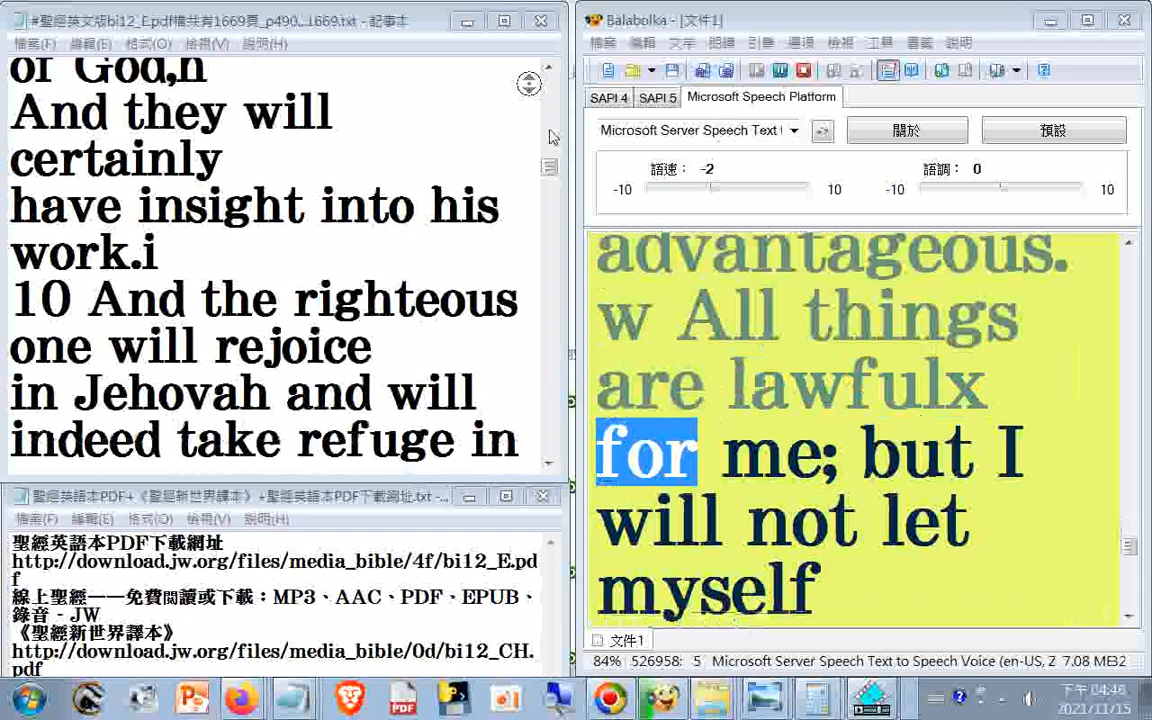 #聖經英文版bi12_E.pdf檔共有1669頁_p490..._1669.txt - 記事本
檔案(F) 編輯(E) 格式(O) 檢視(V) 說明(H)
of God,h
And they will
certainly
have insight into his
work.i
10 And the righteous
one will rejoice
in Jehovah and will
indeed take refuge in
聖經英語本PDF+《聖經新世界譯本》+聖經英語本PDF下載網址.txt - ...
檔案(F) 編輯(E) 格式(O) 檢視(V) 說明(H)
聖經英語本PDF下載網址
http://download.jw.org/files/media_bible/4f/bi12_E.pd
f
線上聖經——免費閱讀或下載：MP3、AAC、PDF、EPUB、
錄音 - JW
《聖經新世界譯本》
http://download.jw.org/files/media_bible/0d/bi12_CH.
pdf
Balabolka - [文件1]
檔案 編輯 文字 朗讀 引擎 選項 檢視 工具 書籤 說明
SAPI 4 SAPI 5 Microsoft Speech Platform
Microsoft Server Speech Text 關於 預設
語速： -2 語調： 0
-10 10 -10 10
advantageous.
w All things
are lawfulx
for me; but I
will not let
myself
文件1
84% 526958: 5 Microsoft Server Speech Text to Speech Voice (en-US, Z 7.08 MB2
PDF
下午 04:46
2021/11/15